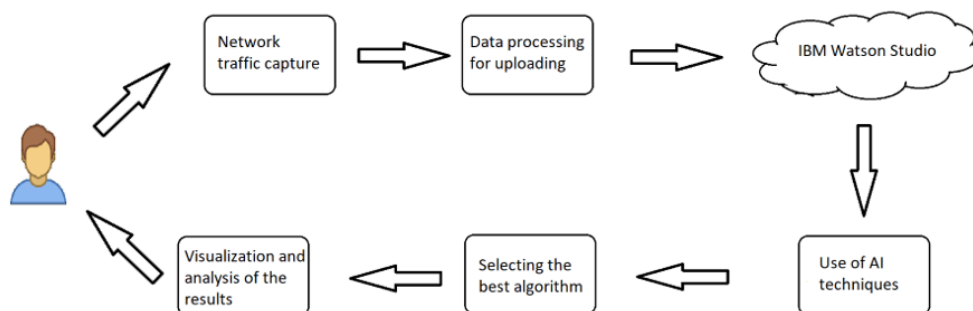 Network
traffic capture
Data processing
for uploading
IBM Watson Studio
Use of AI
techniques
Selecting the
best algorithm
Visualization and
analysis of the
results